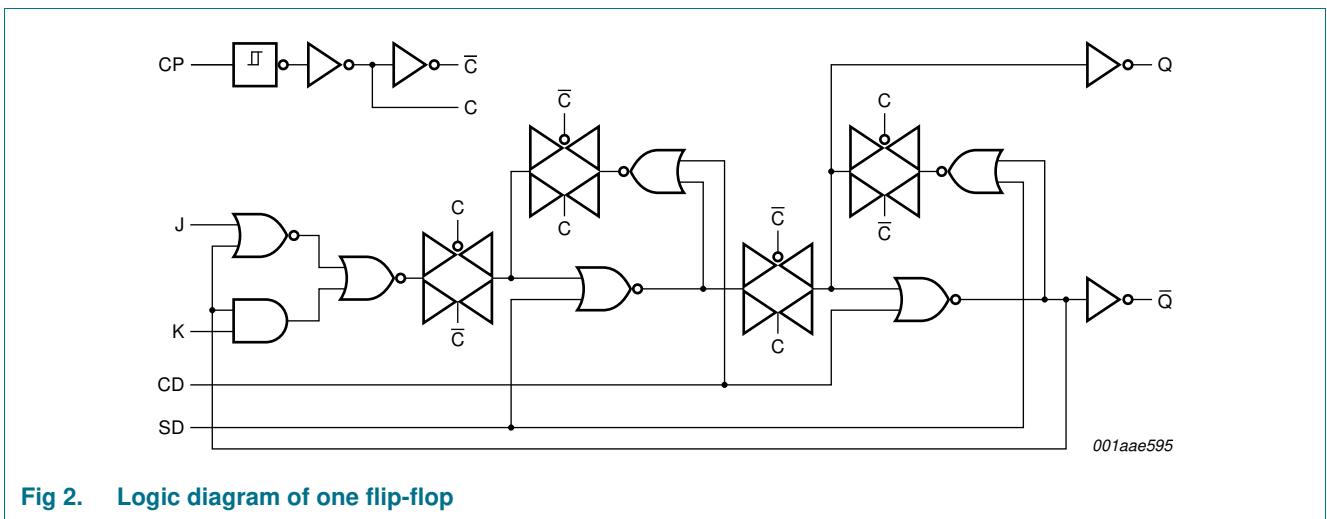 CP
C̅
C
Q
C̅
C
J
C
C
C̅
C̅
K
C̅
C
Q̅
CD
SD
001aae595
Fig 2. Logic diagram of one flip-flop